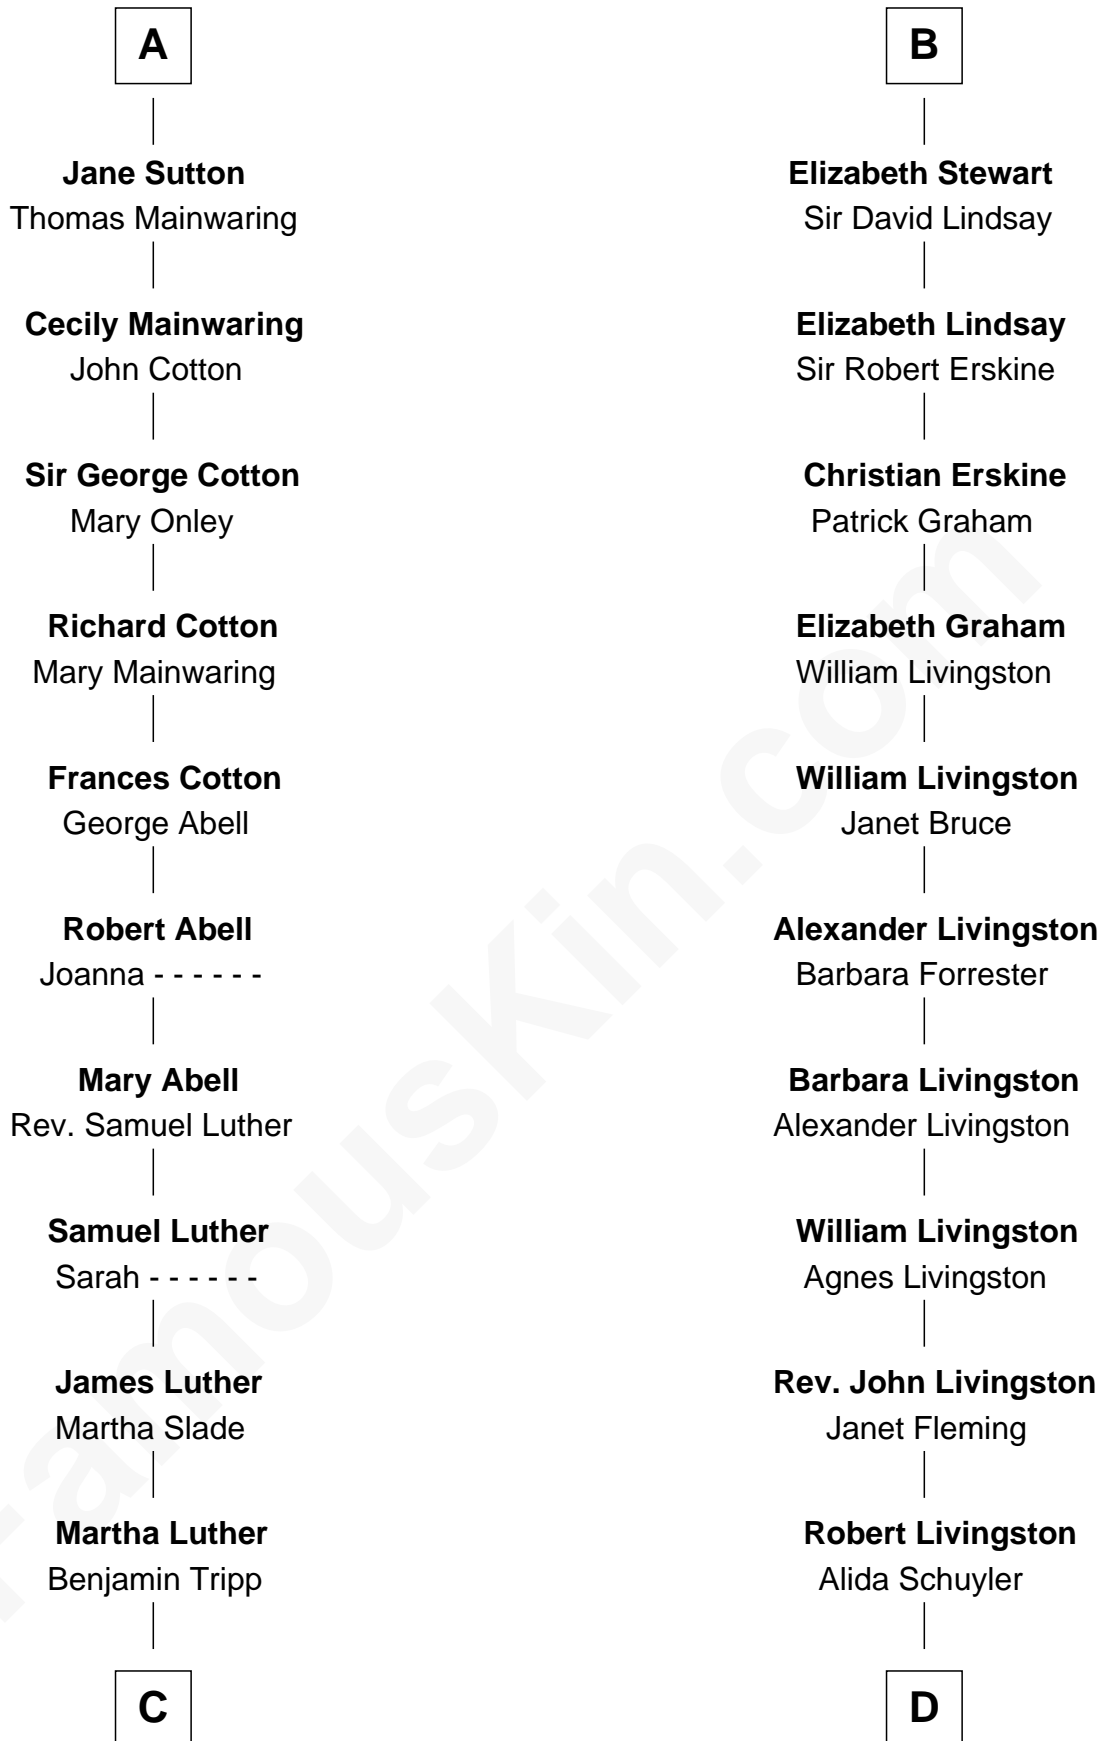 A
Jane Sutton
Thomas Mainwaring
Cecily Mainwaring
John Cotton
Sir George Cotton
Mary Onley
Richard Cotton
Mary Mainwaring
Frances Cotton
George Abell
Robert Abell
Joanna - - - - - -
Mary Abell
Rev. Samuel Luther
Samuel Luther
Sarah - - - - - -
James Luther
Martha Slade
Martha Luther
Benjamin Tripp
C
B
Elizabeth Stewart
Sir David Lindsay
Elizabeth Lindsay
Sir Robert Erskine
Christian Erskine
Patrick Graham
Elizabeth Graham
William Livingston
William Livingston
Janet Bruce
Alexander Livingston
Barbara Forrester
Barbara Livingston
Alexander Livingston
William Livingston
Agnes Livingston
Rev. John Livingston
Janet Fleming
Robert Livingston
Alida Schuyler
D
FamousKin.com